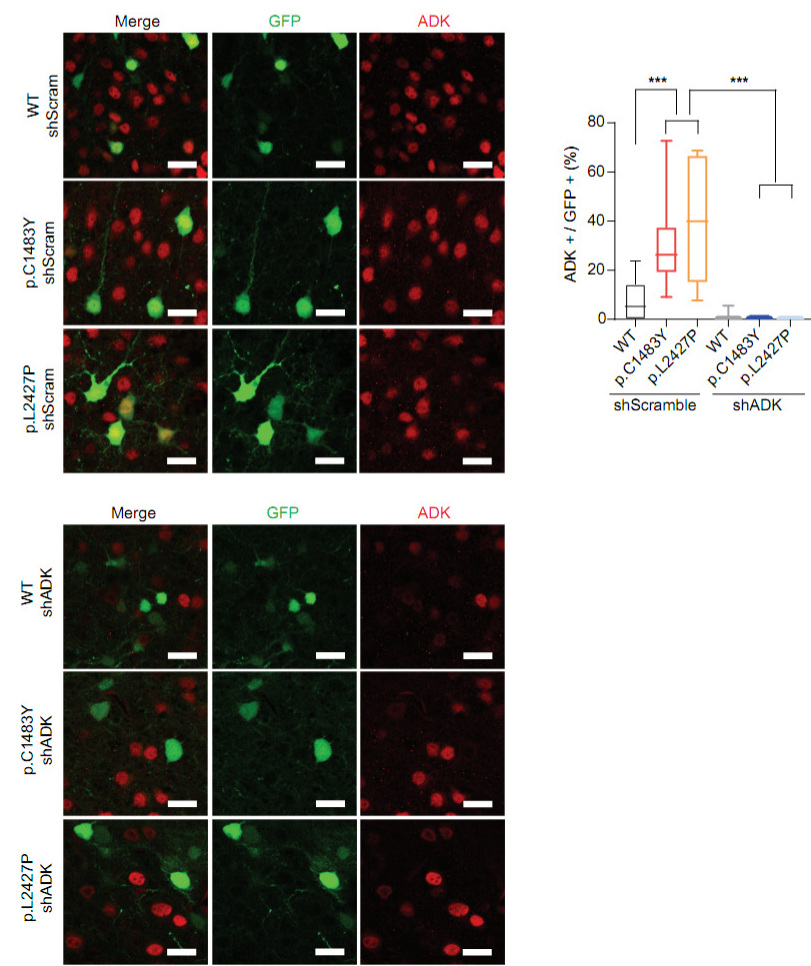 Merge GFP ADK
WT
shScram
p.C1483Y
shScram
p.L2427P
shScram
Merge GFP ADK
WT
shADK
p.C1483Y
shADK
p.L2427P
shADK
*** ***
ADK + / GFP + (%)
80
60
40
20
0
WT p.C1483Y p.L2427P WT p.C1483Y p.L2427P
shScramble shADK